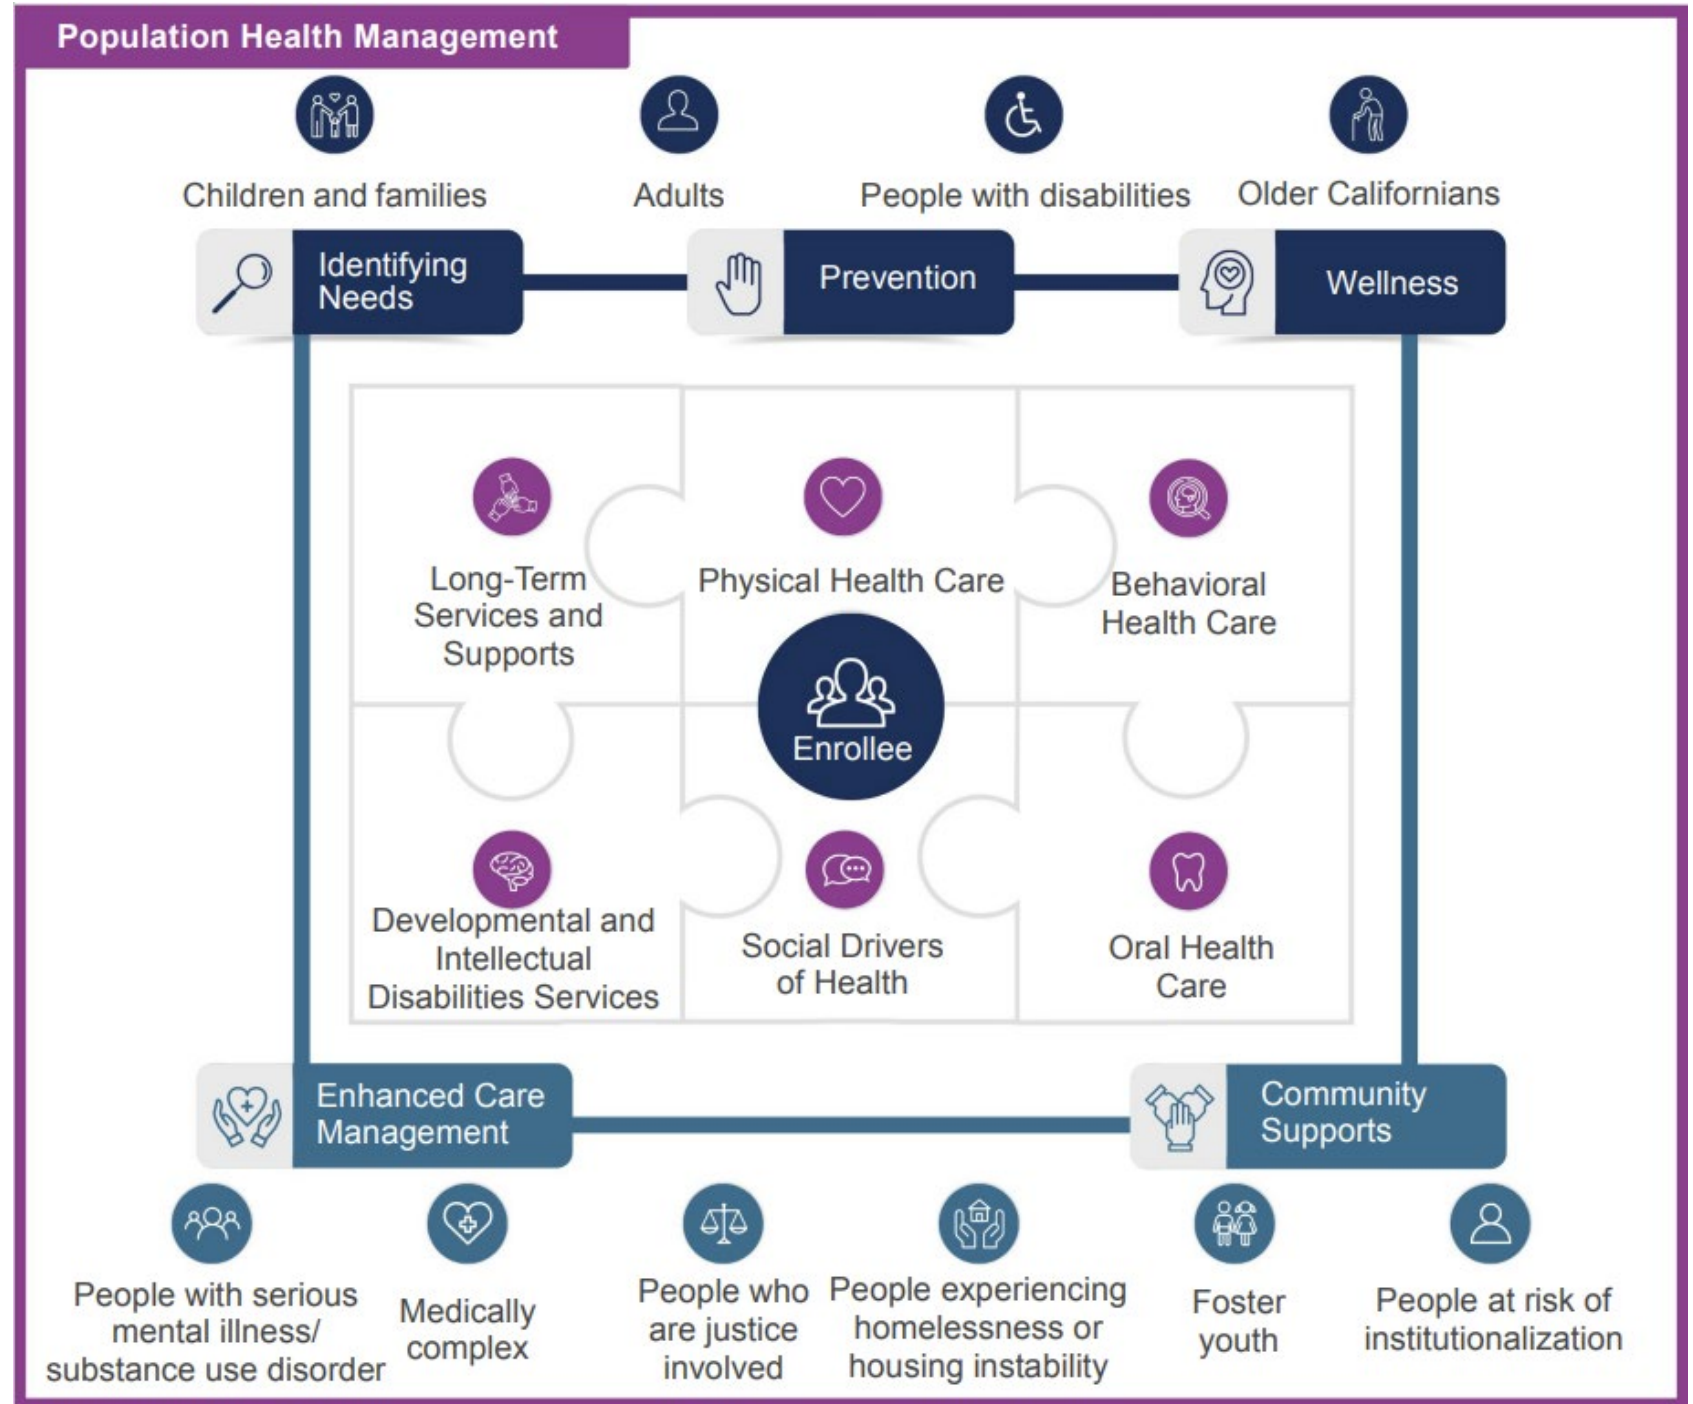 Population Health Management
Children and families
Adults
People with disabilities
Older Californians
Identifying
Needs
Prevention
Wellness
Long-Term
Services and
Supports
Physical Health Care
Behavioral
Health Care
Enrollee
Developmental and
Intellectual
Disabilities Services
Social Drivers
of Health
Oral Health
Care
Enhanced Care
Management
Community
Supports
People with serious
mental illness/
substance use disorder
Medically
complex
People who
are justice
involved
People experiencing
homelessness or
housing instability
Foster
youth
People at risk of
institutionalization